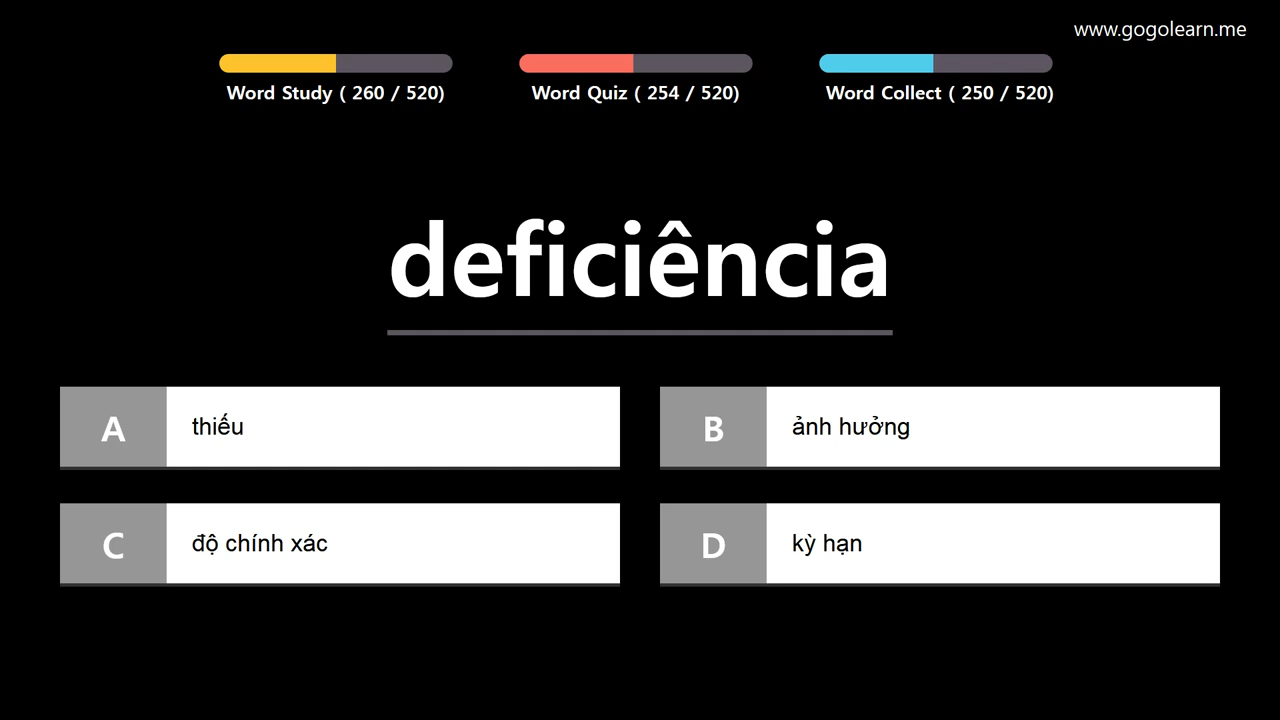 www.gogolearn.me
Word Study ( 260 / 520)
Word Quiz ( 254 / 520)
Word Collect ( 250 / 520)
deficiência
A thiếu
B ảnh hưởng
C độ chính xác
D kỳ hạn